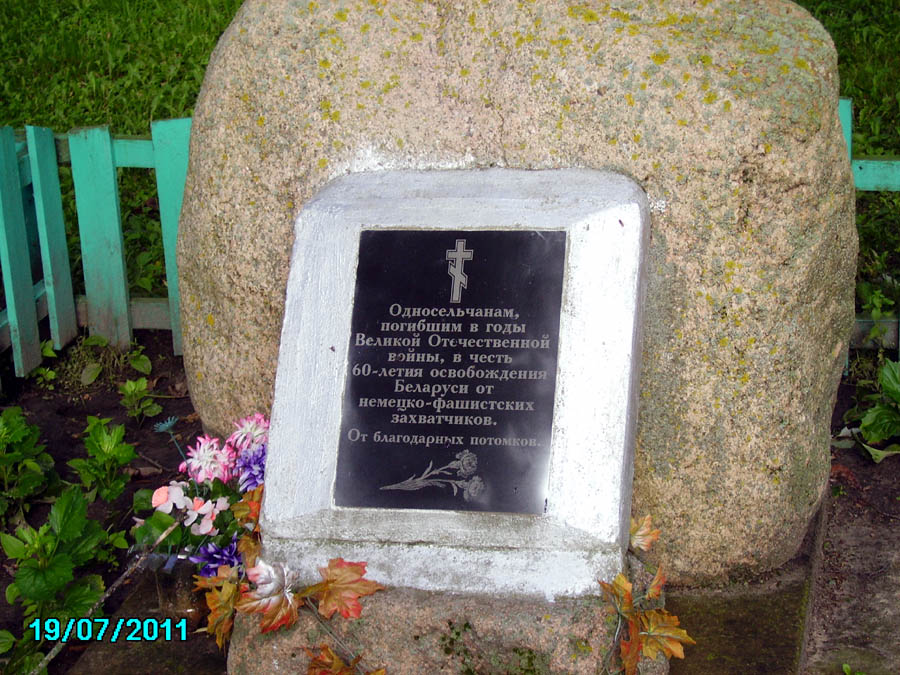 Односельчанам,
погибшим в годы
Великой Отечественной
войны, в честь
60-летия освобождения
Беларуси от
немецко-фашистских
захватчиков.
От благодарных потомков.
19/07/2011